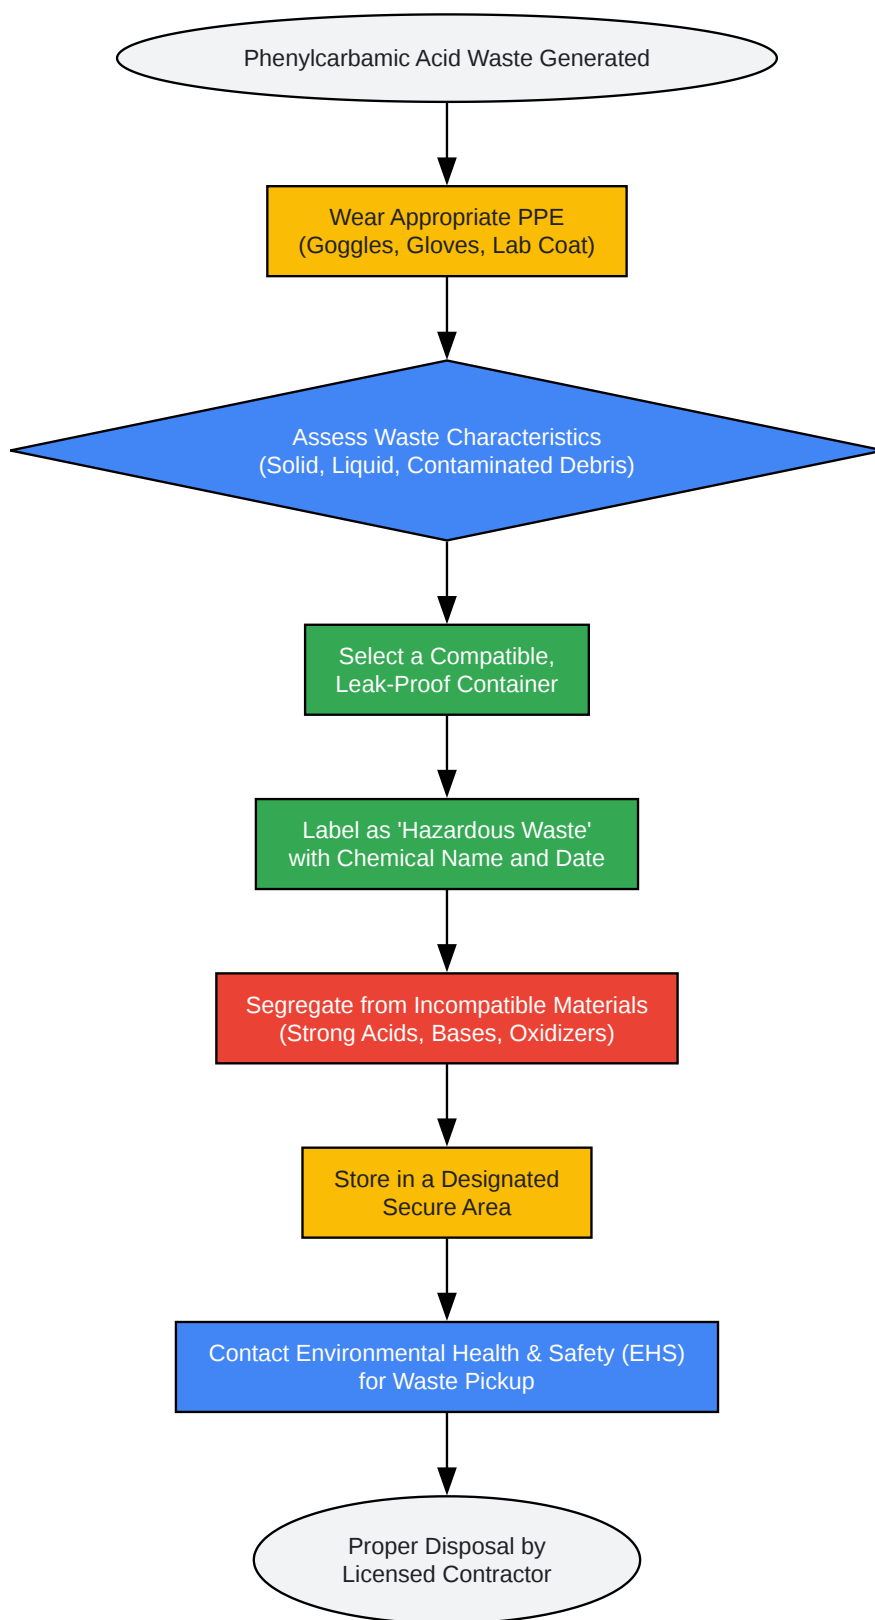 Phenylcarbamic Acid Waste Generated
Wear Appropriate PPE
(Goggles, Gloves, Lab Coat)
Assess Waste Characteristics
(Solid, Liquid, Contaminated Debris)
Select a Compatible,
Leak-Proof Container
Label as 'Hazardous Waste'
with Chemical Name and Date
Segregate from Incompatible Materials
(Strong Acids, Bases, Oxidizers)
Store in a Designated
Secure Area
Contact Environmental Health & Safety (EHS)
for Waste Pickup
Proper Disposal by
Licensed Contractor